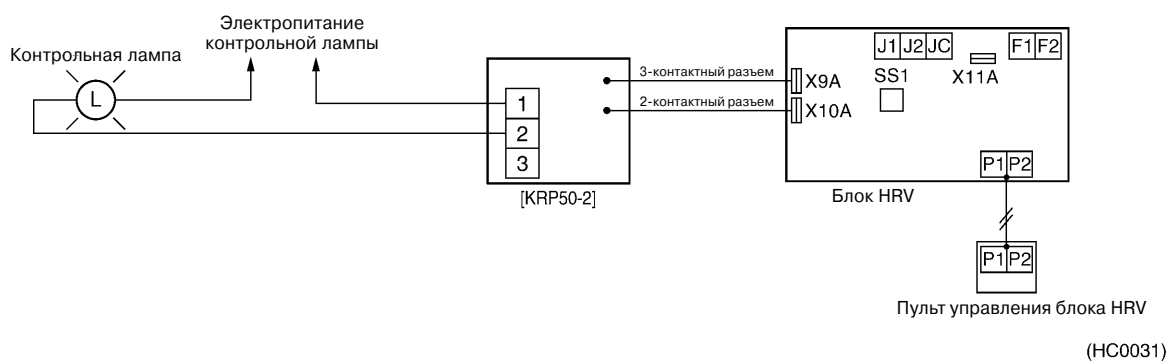 Электропитание
контрольной лампы
Контрольная лампа
L
1
2
3
[KRP50-2]
3-контактный разъем
2-контактный разъем
J1 J2 JC
F1 F2
X9A
SS1
X11A
X10A
P1 P2
Блок HRV
P1 P2
Пульт управления блока HRV
(HC0031)